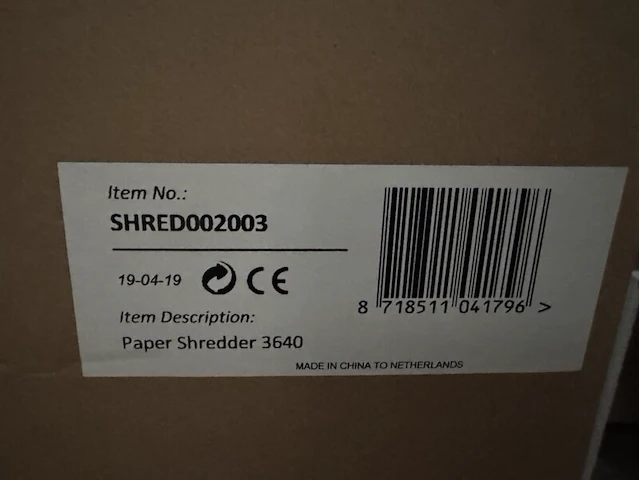 Item No.:
SHRED002003
19-04-19 CE
Item Description:
Paper Shredder 3640
8 718511 041796 >
MADE IN CHINA TO NETHERLANDS